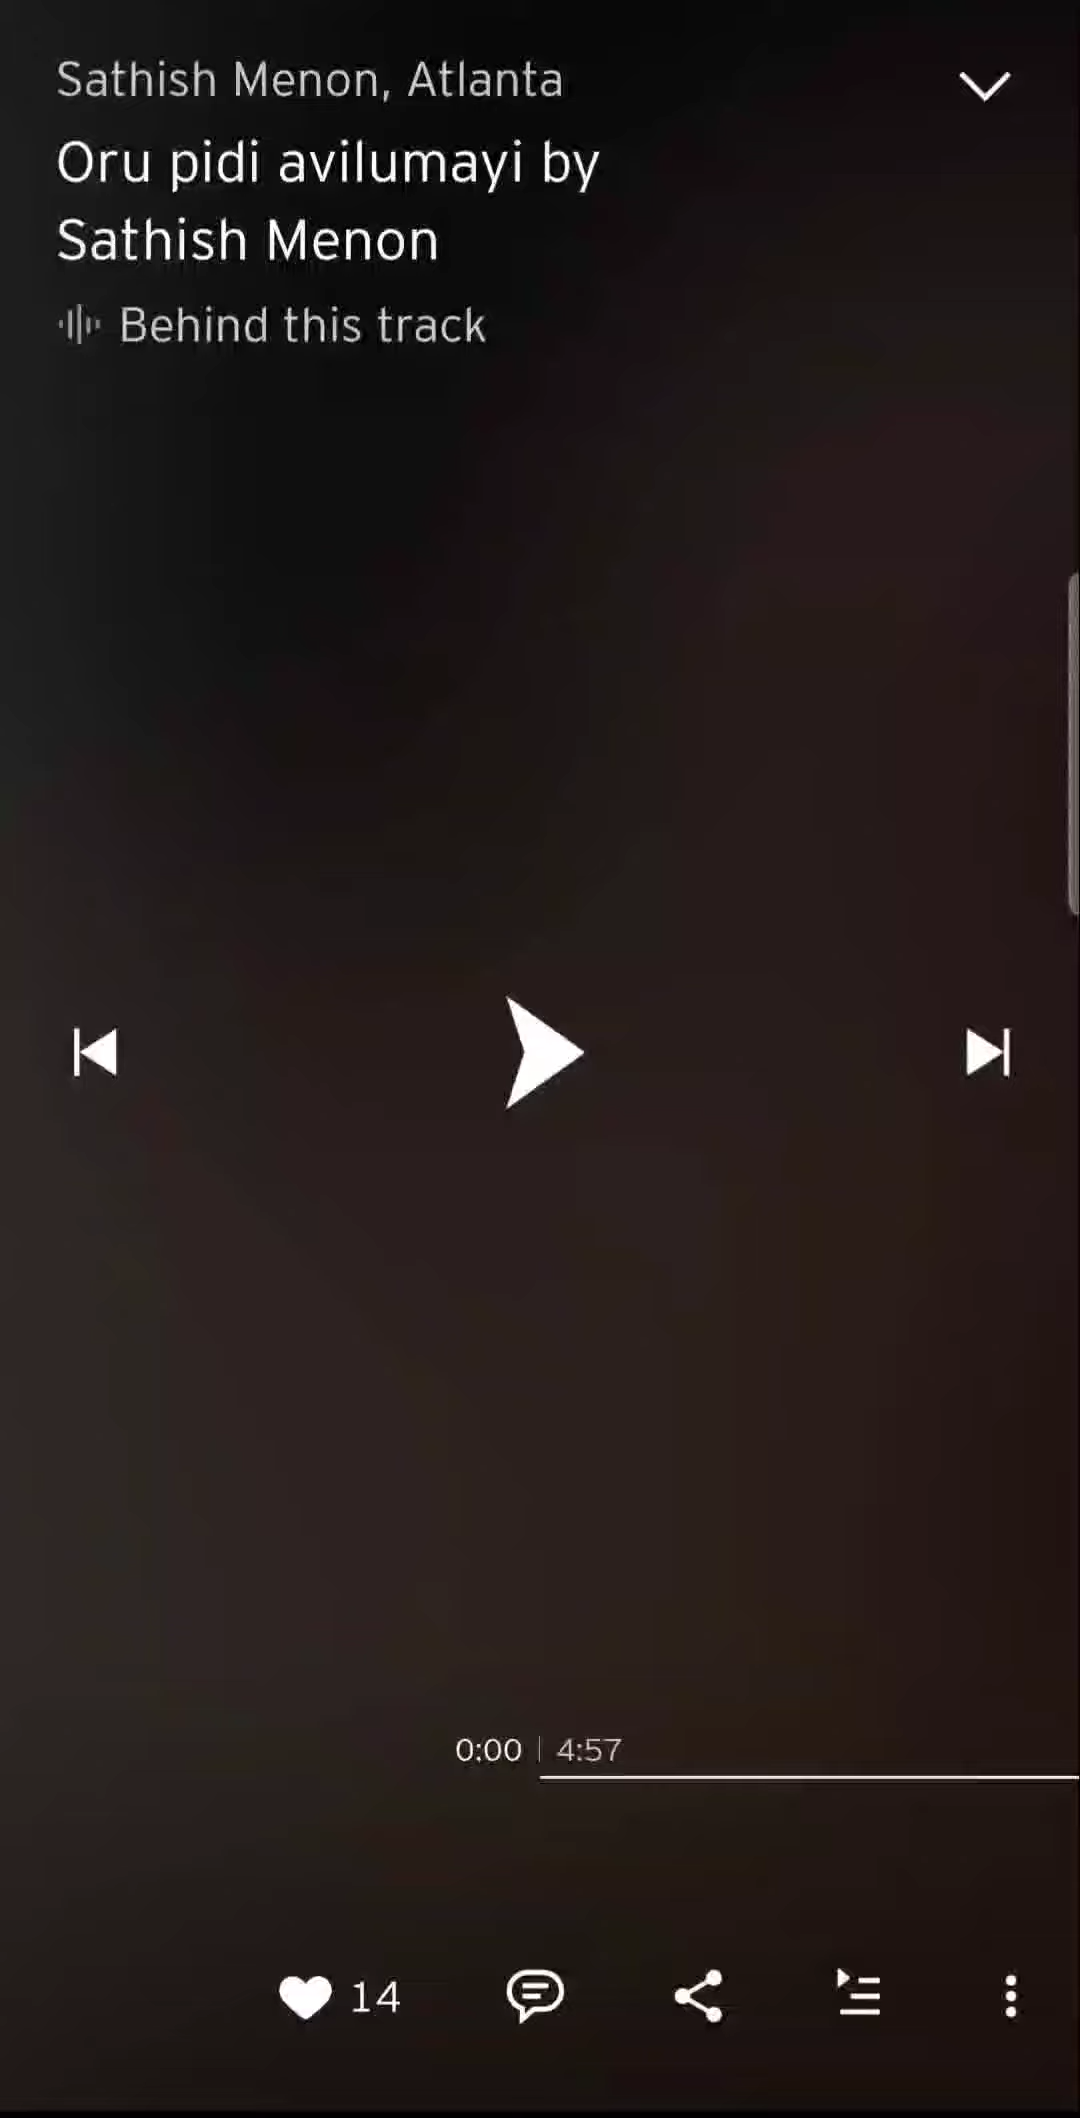 Sathish Menon, Atlanta
Oru pidi avilumayi by
Sathish Menon
Behind this track
0:00 | 4:57
14